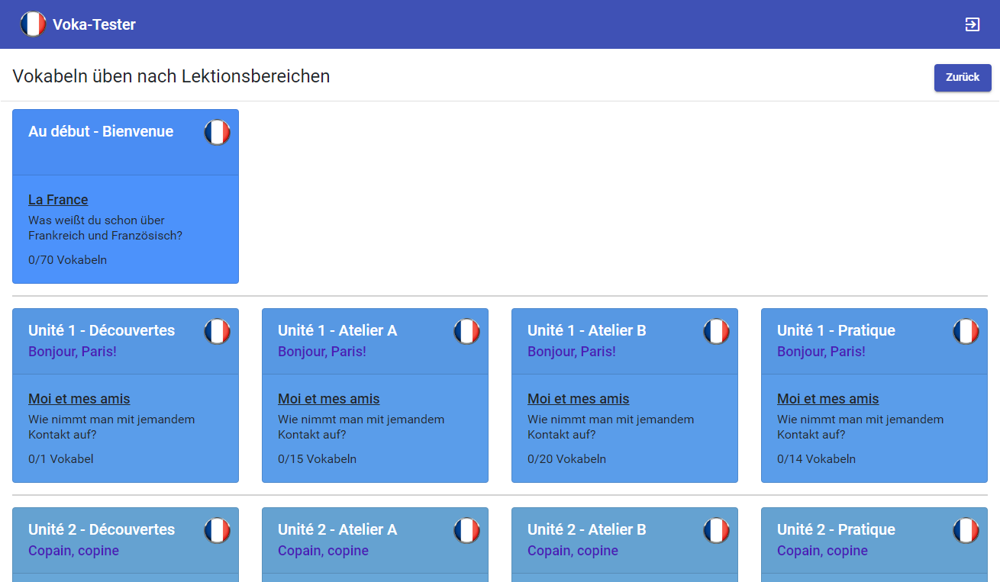 Voka-Tester
Vokabeln üben nach Lektionsbereichen
Zurück
Au début - Bienvenue
La France
Was weißt du schon über
Frankreich und Französisch?
0/70 Vokabeln
Unité 1 - Découvertes
Bonjour, Paris!
Moi et mes amis
Wie nimmt man mit jemandem
Kontakt auf?
0/1 Vokabel
Unité 1 - Atelier A
Bonjour, Paris!
Moi et mes amis
Wie nimmt man mit jemandem
Kontakt auf?
0/15 Vokabeln
Unité 1 - Atelier B
Bonjour, Paris!
Moi et mes amis
Wie nimmt man mit jemandem
Kontakt auf?
0/20 Vokabeln
Unité 1 - Pratique
Bonjour, Paris!
Moi et mes amis
Wie nimmt man mit jemandem
Kontakt auf?
0/14 Vokabeln
Unité 2 - Découvertes
Copain, copine
Unité 2 - Atelier A
Copain, copine
Unité 2 - Atelier B
Copain, copine
Unité 2 - Pratique
Copain, copine